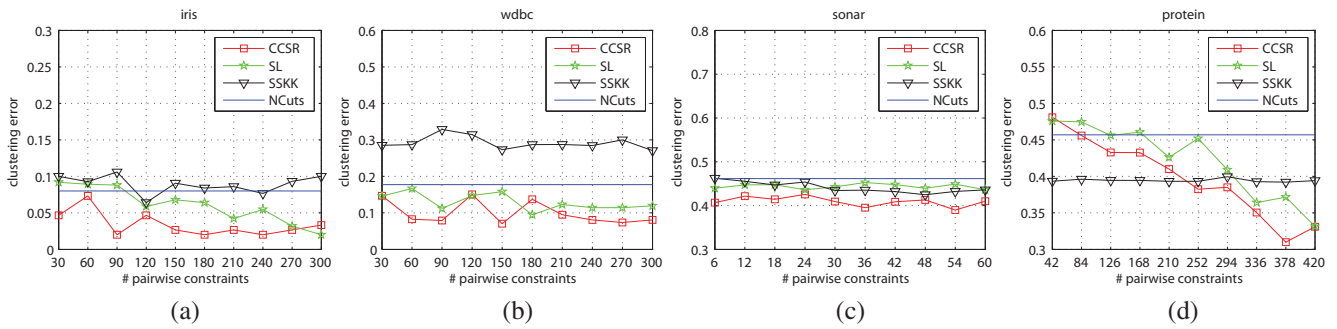 iris
0.3
0.25
0.2
0.15
0.1
0.05
0
clustering error
30 60 90 120 150 180 210 240 270 300
# pairwise constraints
CCSR
SL
SSKK
NCuts
(a)
wdbc
0.6
0.5
0.4
0.3
0.2
0.1
0
clustering error
30 60 90 120 150 180 210 240 270 300
# pairwise constraints
CCSR
SL
SSKK
NCuts
(b)
sonar
0.8
0.7
0.6
0.5
0.4
0.3
clustering error
6 12 18 24 30 36 42 48 54 60
# pairwise constraints
CCSR
SL
SSKK
NCuts
(c)
protein
0.6
0.55
0.5
0.45
0.4
0.35
0.3
clustering error
42 84 126 168 210 252 294 336 378 420
# pairwise constraints
CCSR
SL
SSKK
NCuts
(d)